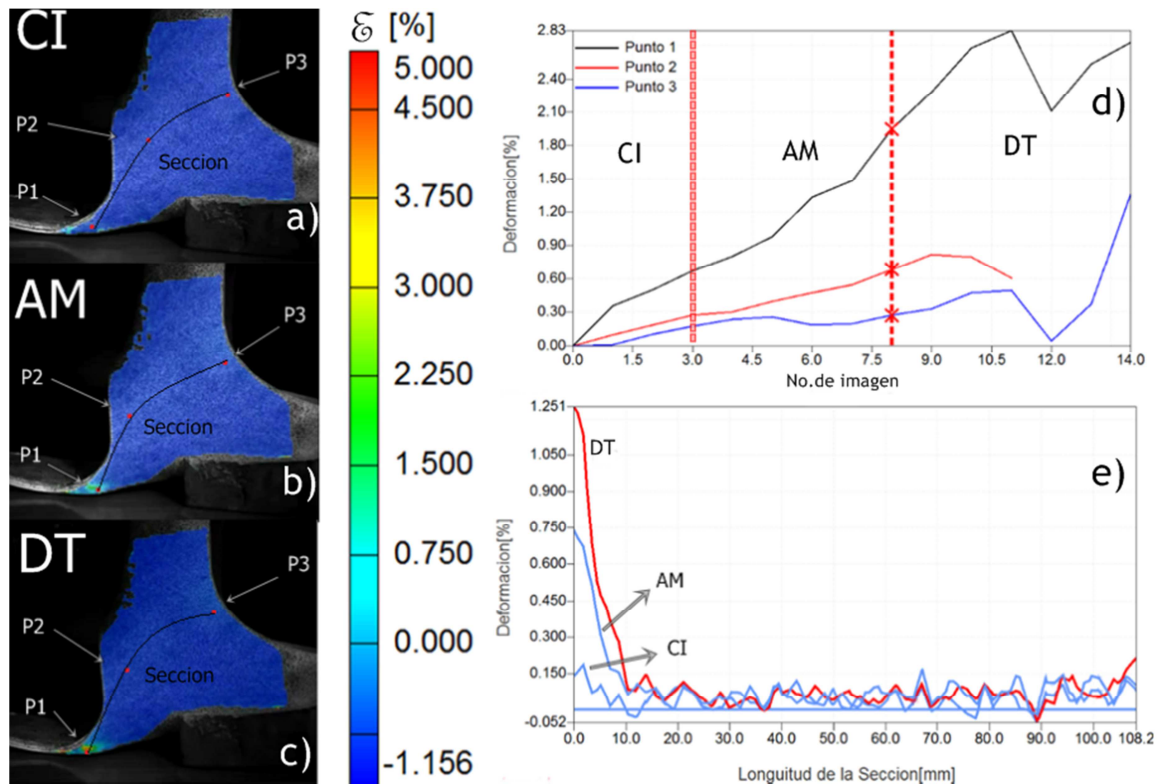 CI
P3
P2
Seccion
P1
a)
AM
P3
P2
Seccion
P1
b)
DT
P3
P2
Seccion
P1
c)
ℰ [%]
5.000
4.500
3.750
3.000
2.250
1.500
0.750
0.000
-1.156
2.83
2.40
2.10
1.80
1.50
1.20
0.90
0.60
0.30
0.00
Deformacion[%]
Punto 1
Punto 2
Punto 3
d)
CI
AM
DT
0.0 1.5 3.0 4.5 6.0 7.5 9.0 10.5 12.0 14.0
No.de imagen
1.251
1.050
0.900
0.750
0.600
0.450
0.300
0.150
-0.052
Deformacion[%]
DT
e)
AM
CI
0.0 10.0 20.0 30.0 40.0 50.0 60.0 70.0 80.0 90.0 100.0 108.2
Longuitud de la Seccion[mm]